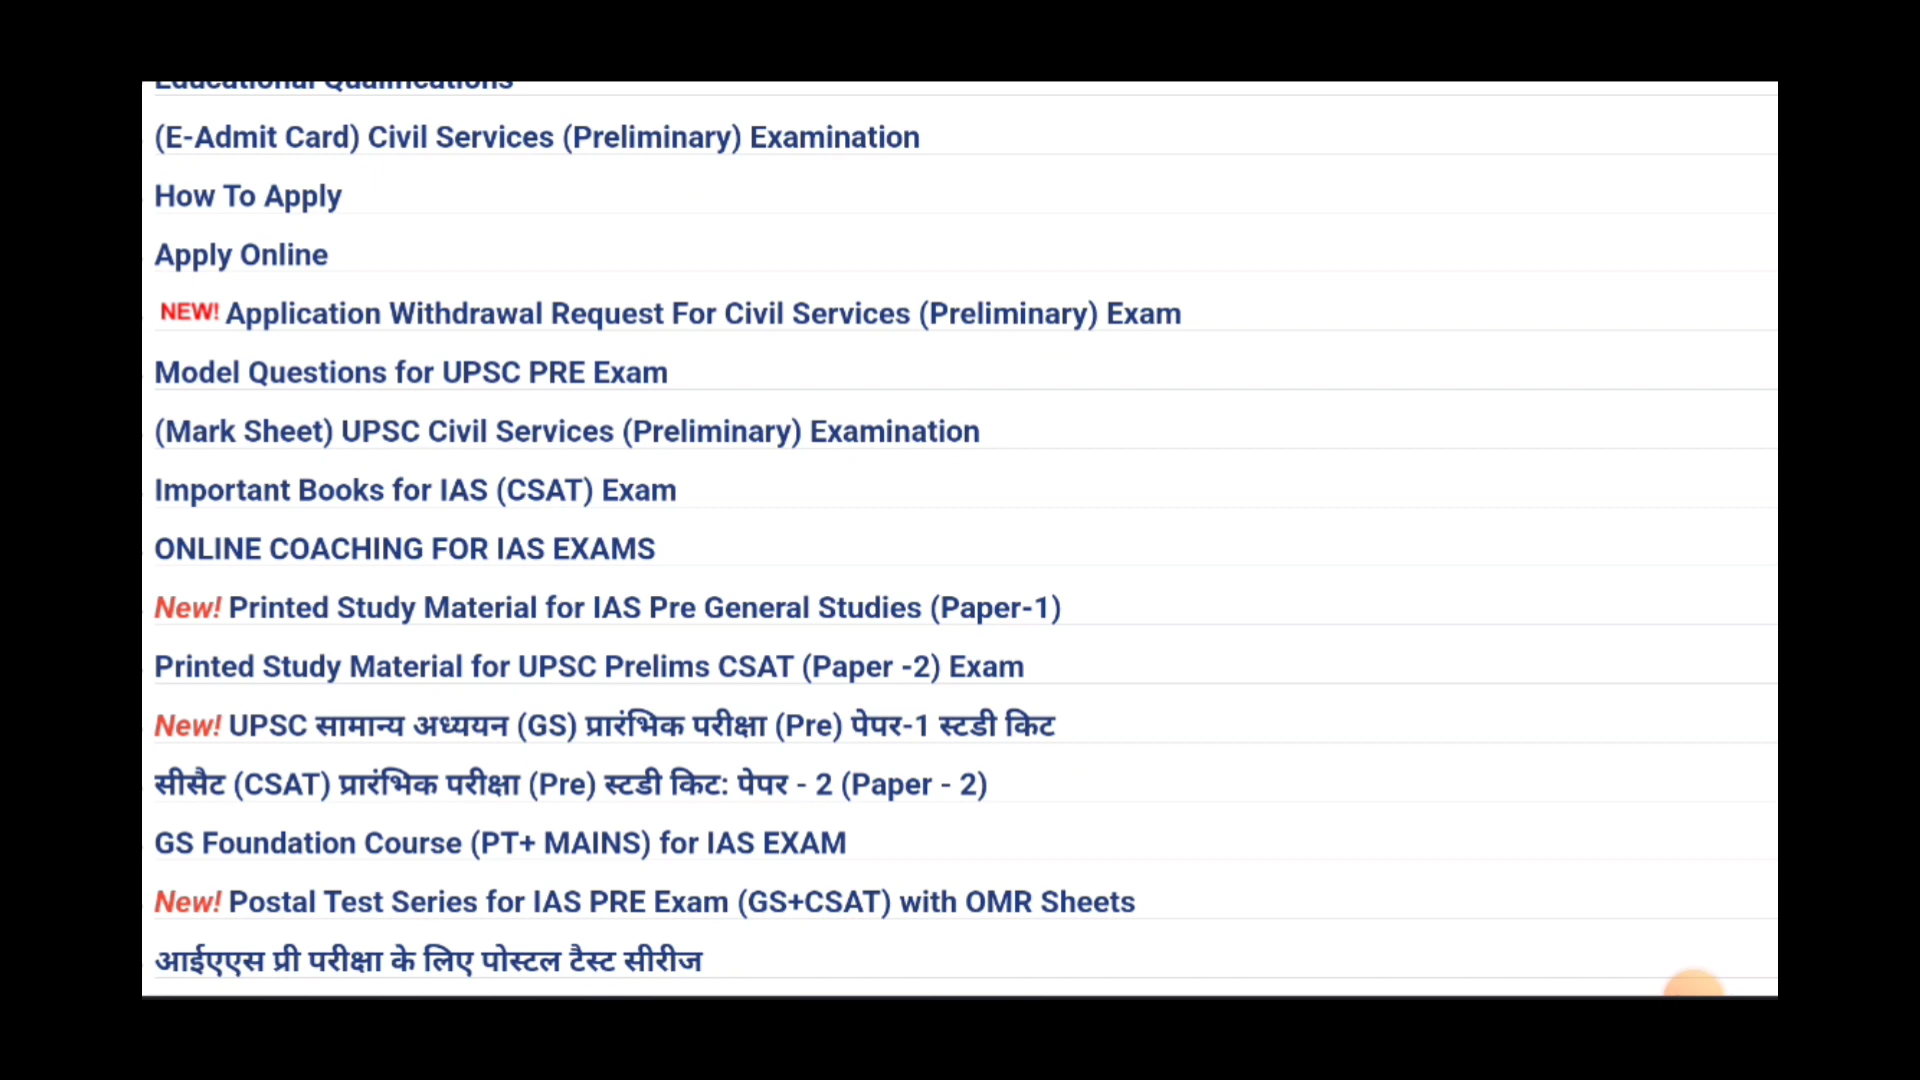 Educational Qualifications
(E-Admit Card) Civil Services (Preliminary) Examination
How To Apply
Apply Online
NEW! Application Withdrawal Request For Civil Services (Preliminary) Exam
Model Questions for UPSC PRE Exam
(Mark Sheet) UPSC Civil Services (Preliminary) Examination
Important Books for IAS (CSAT) Exam
ONLINE COACHING FOR IAS EXAMS
New! Printed Study Material for IAS Pre General Studies (Paper-1)
Printed Study Material for UPSC Prelims CSAT (Paper -2) Exam
New! UPSC सामान्य अध्ययन (GS) प्रारंभिक परीक्षा (Pre) पेपर-1 स्टडी किट
सीसैट (CSAT) प्रारंभिक परीक्षा (Pre) स्टडी किट: पेपर - 2 (Paper - 2)
GS Foundation Course (PT+ MAINS) for IAS EXAM
New! Postal Test Series for IAS PRE Exam (GS+CSAT) with OMR Sheets
आईएएस प्री परीक्षा के लिए पोस्टल टैस्ट सीरीज